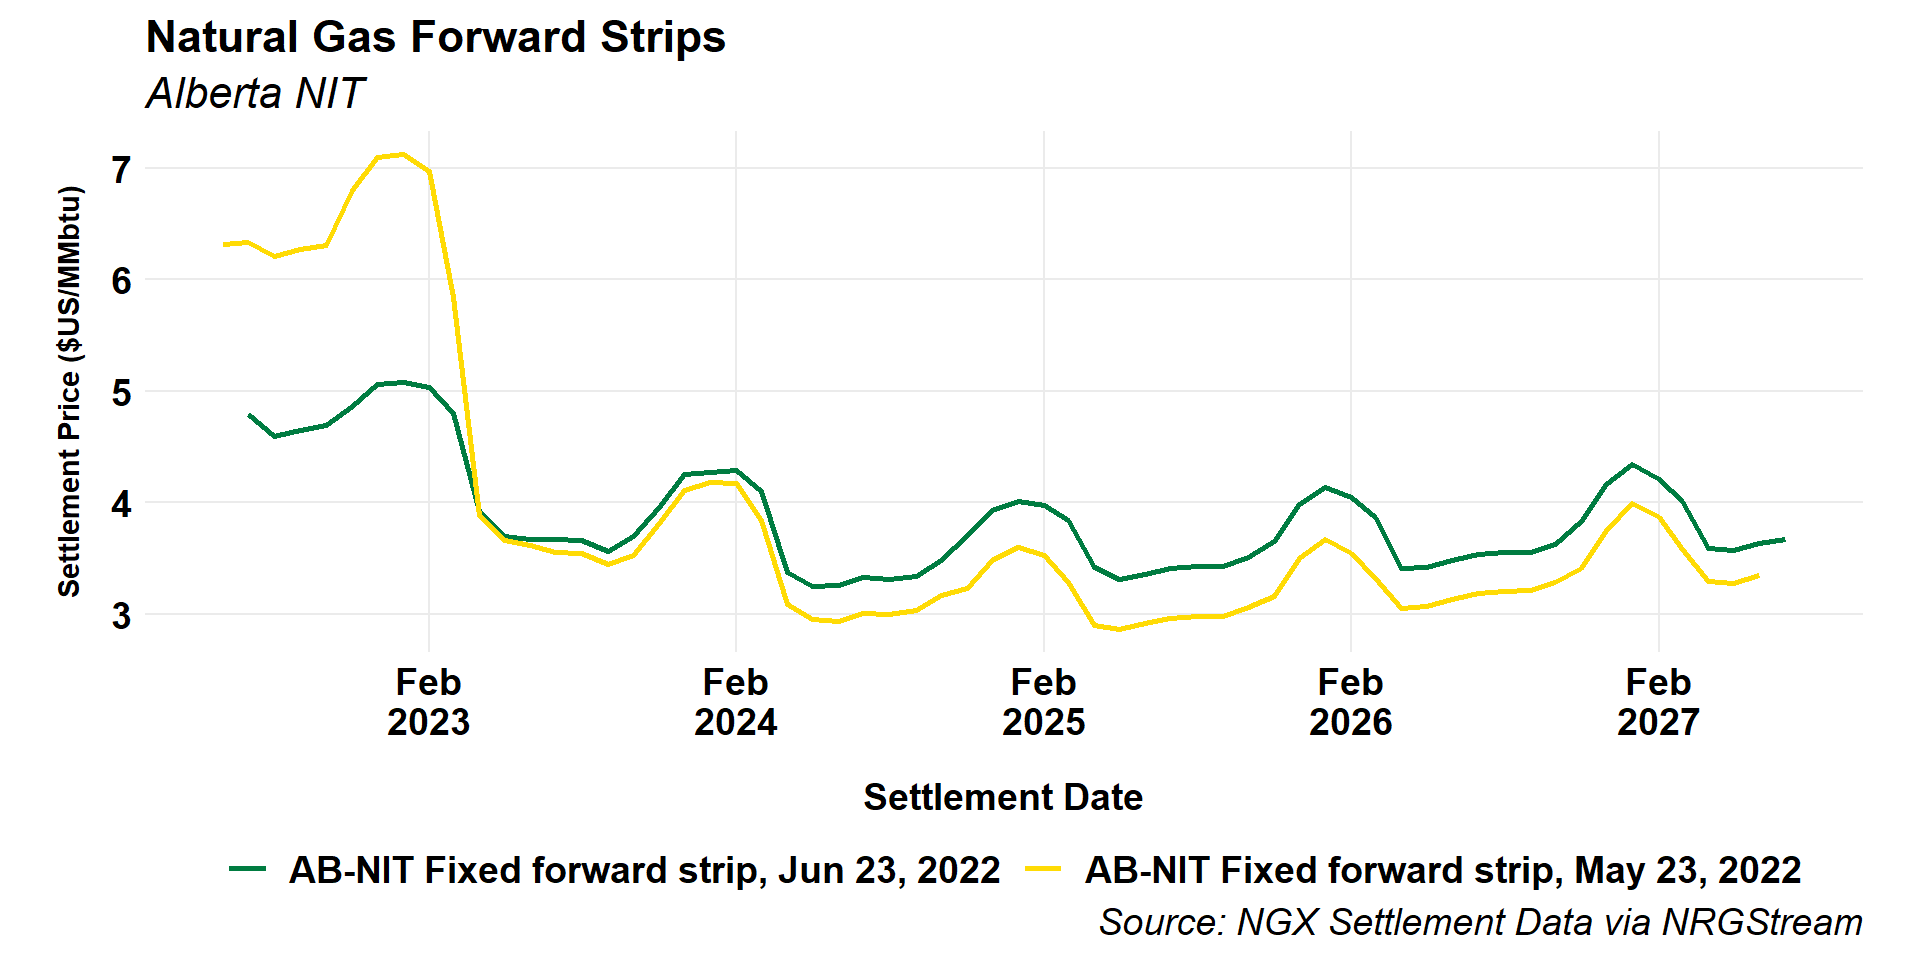 Natural Gas Forward Strips
Alberta NIT
Settlement Price ($US/MMbtu)
7
6
5
4
3
Feb 2023
Feb 2024
Feb 2025
Feb 2026
Feb 2027
Settlement Date
AB-NIT Fixed forward strip, Jun 23, 2022
AB-NIT Fixed forward strip, May 23, 2022
Source: NGX Settlement Data via NRGStream